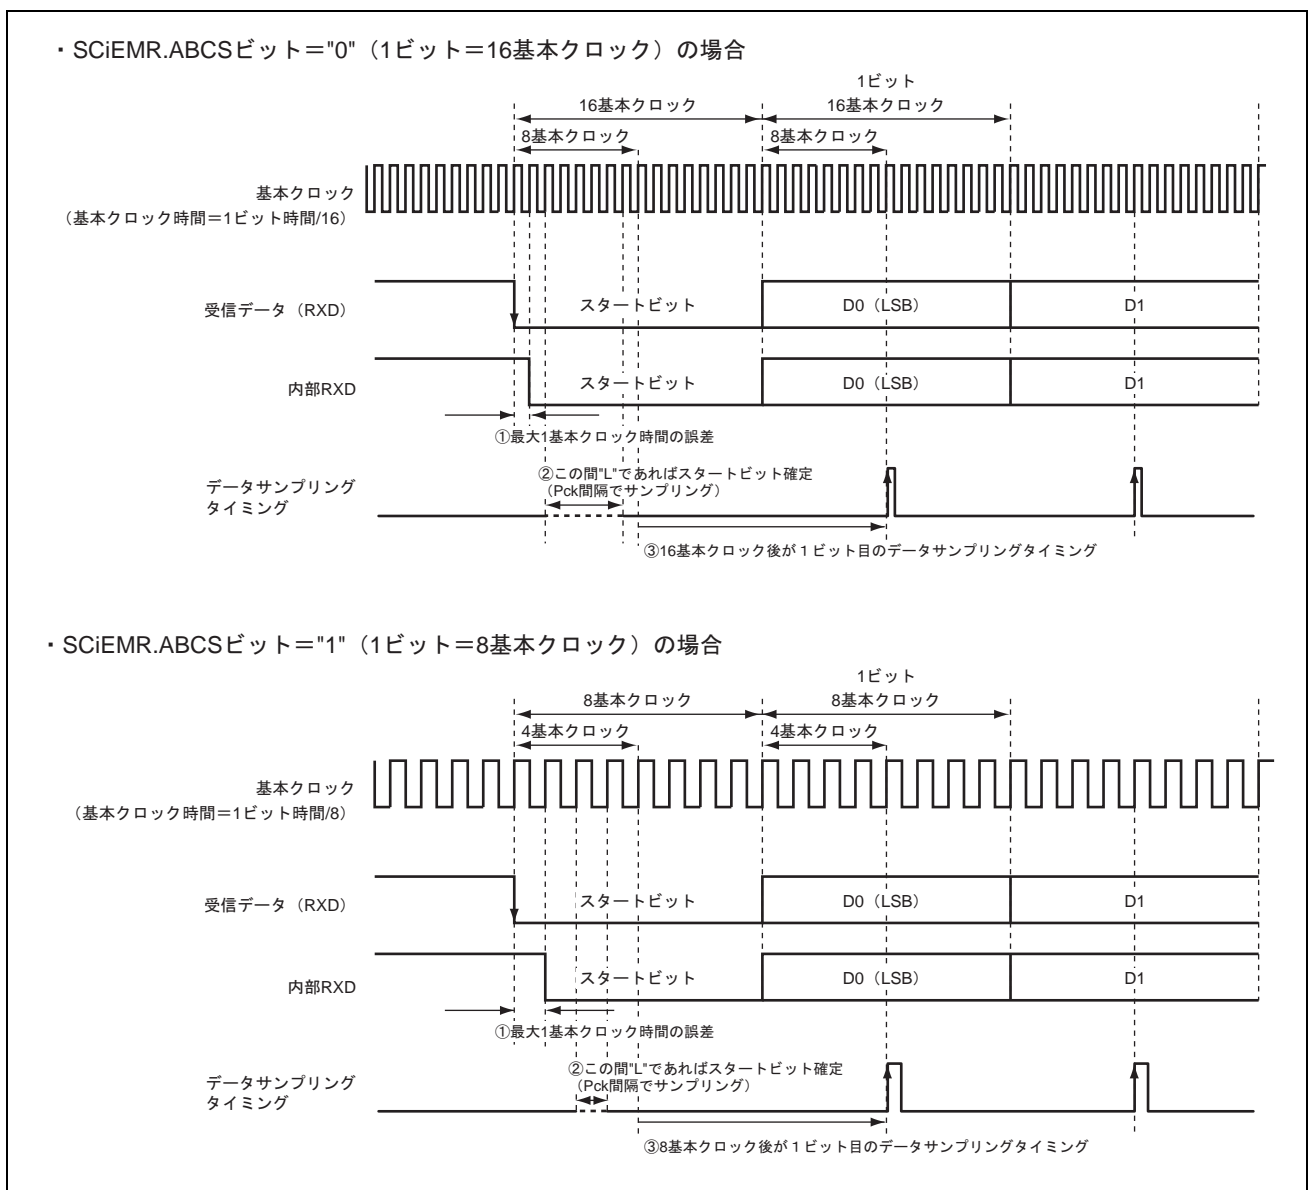 ・SCiEMR.ABCSビット＝"0"（1ビット＝16基本クロック）の場合
1ビット
16基本クロック
16基本クロック
8基本クロック
8基本クロック
基本クロック
（基本クロック時間＝1ビット時間/16）
受信データ（RXD）
スタートビット
D0（LSB）
D1
内部RXD
スタートビット
D0（LSB）
D1
①最大1基本クロック時間の誤差
データサンプリング
タイミング
②この間"L"であればスタートビット確定
（Pck間隔でサンプリング）
③16基本クロック後が１ビット目のデータサンプリングタイミング
・SCiEMR.ABCSビット＝"1"（1ビット＝8基本クロック）の場合
1ビット
8基本クロック
8基本クロック
4基本クロック
4基本クロック
基本クロック
（基本クロック時間＝1ビット時間/8）
受信データ（RXD）
スタートビット
D0（LSB）
D1
内部RXD
スタートビット
D0（LSB）
D1
①最大1基本クロック時間の誤差
データサンプリング
タイミング
②この間"L"であればスタートビット確定
（Pck間隔でサンプリング）
③8基本クロック後が１ビット目のデータサンプリングタイミング